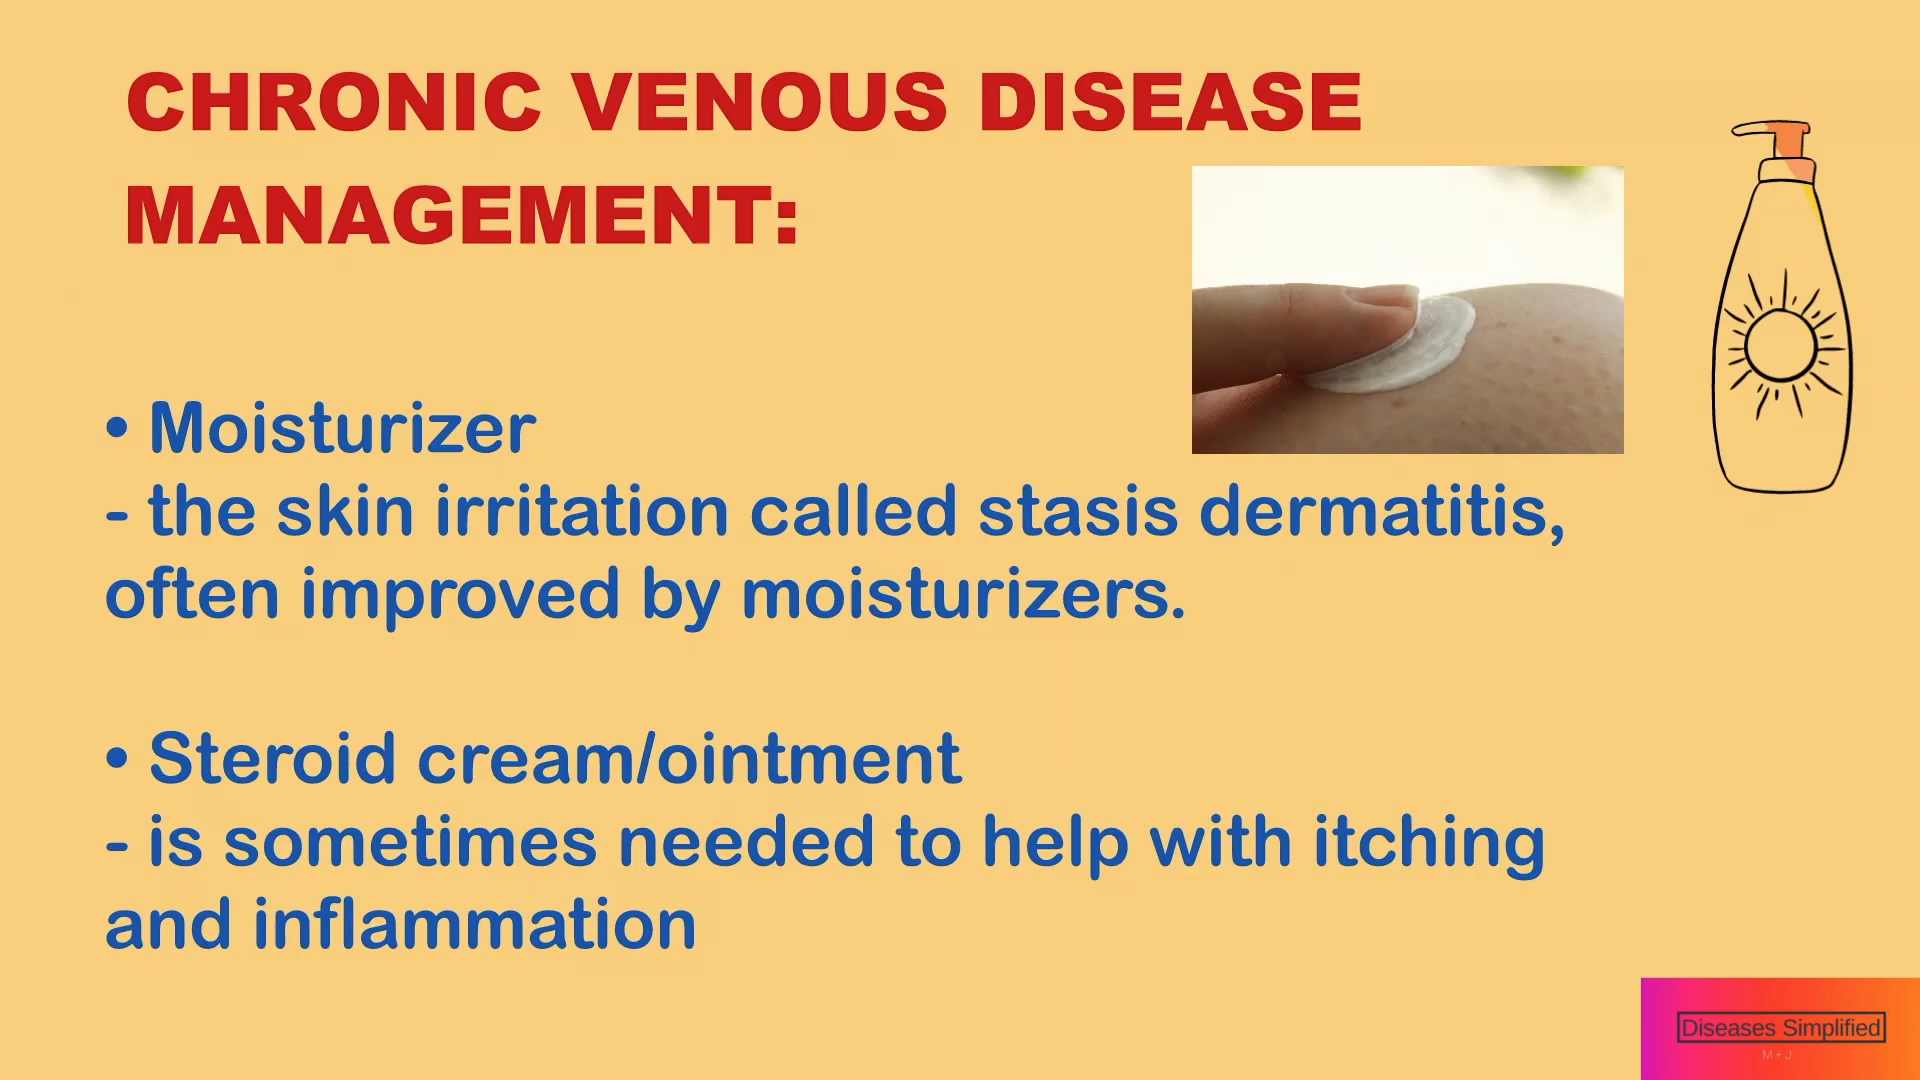 CHRONIC VENOUS DISEASE
MANAGEMENT:
• Moisturizer
- the skin irritation called stasis dermatitis,
often improved by moisturizers.
• Steroid cream/ointment
- is sometimes needed to help with itching
and inflammation
Diseases Simplified
M+J